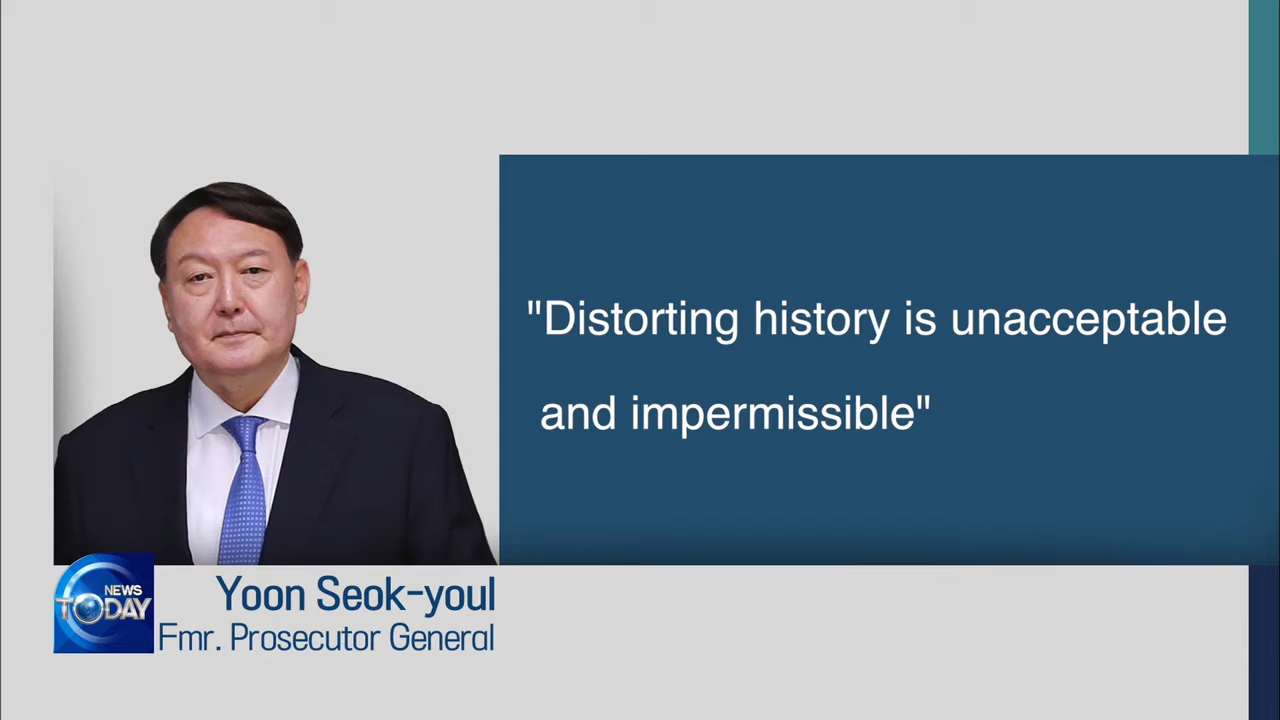 "Distorting history is unacceptable
and impermissible"
NEWS
TODAY
Yoon Seok-youl
Fmr. Prosecutor General